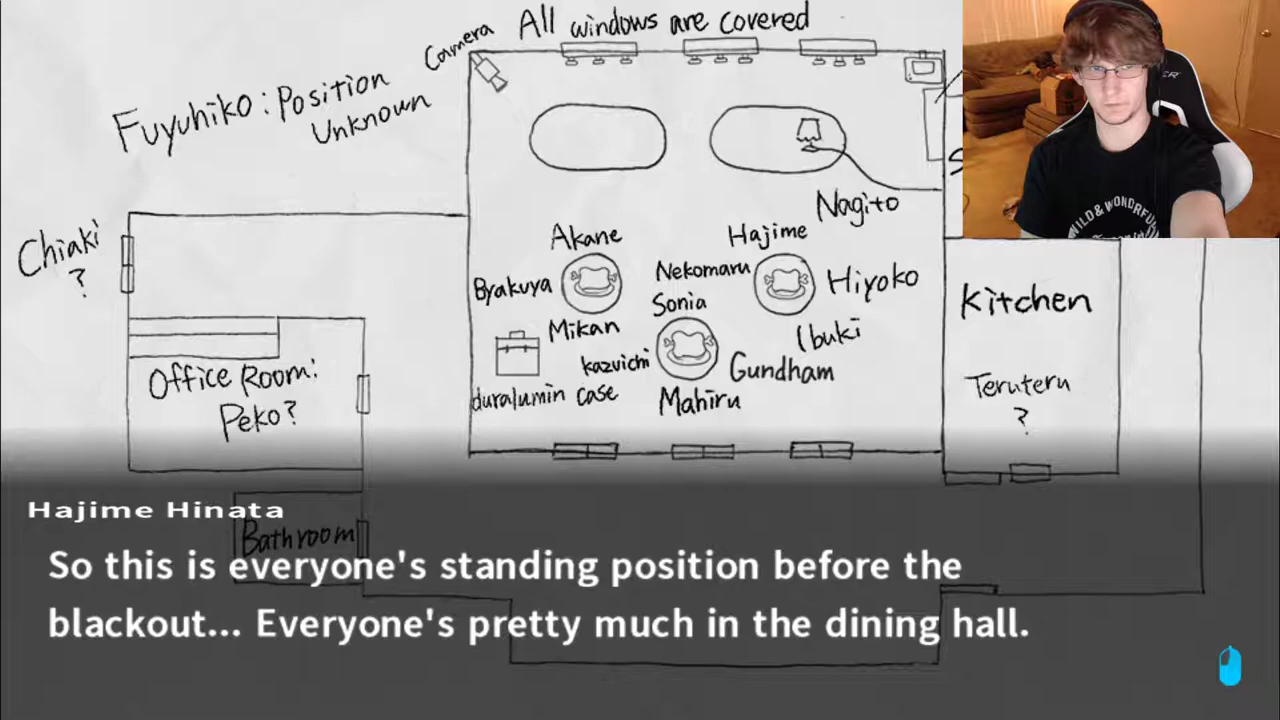 All windows are covered
Camera
Fuyuhiko: Position
Unknown
Nagito
Chiaki
?
Akane
Hajime
Byakuya
Nekomaru
Hiyoko
Sonia
Mikan
Ibuki
Kitchen
kazuichi
Gundham
Teruteru
?
Office Room:
Peko?
duralumin case
Mahiru
Bathroom
WILD & WONDRFU
Hajime Hinata
So this is everyone's standing position before the
blackout... Everyone's pretty much in the dining hall.